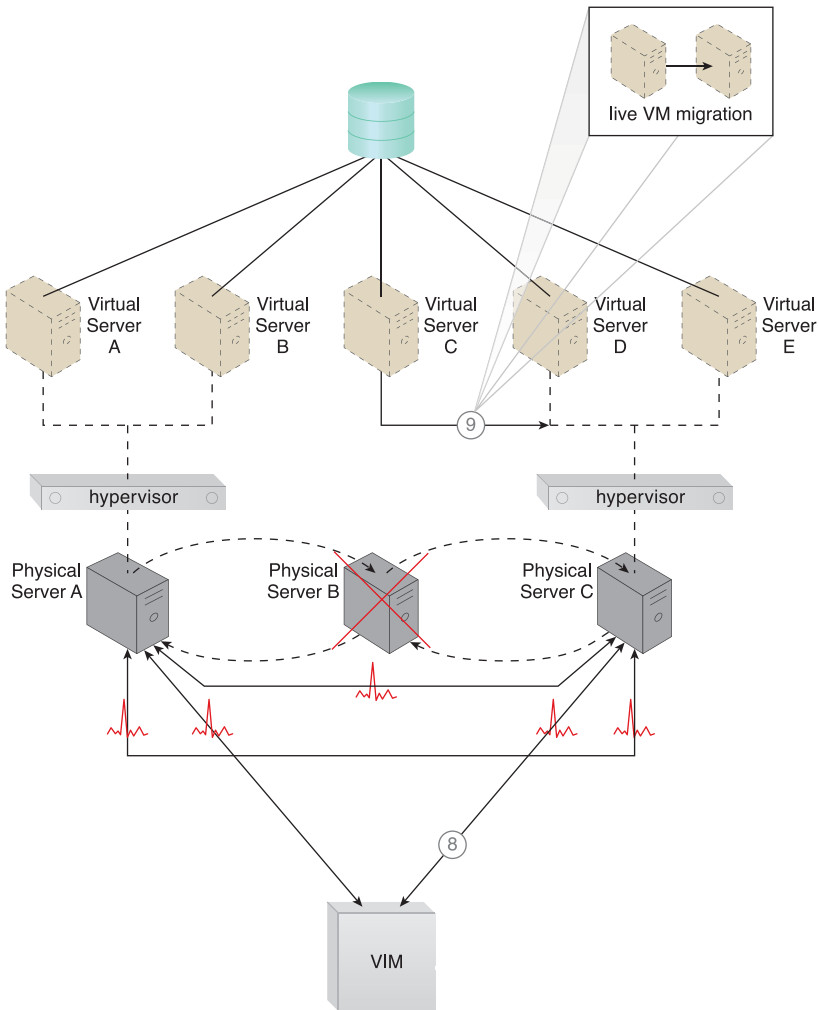 live VM migration
Virtual
Server
A
Virtual
Server
B
Virtual
Server
C
Virtual
Server
D
Virtual
Server
E
9
hypervisor
hypervisor
Physical
Server A
Physical
Server B
Physical
Server C
8
VIM